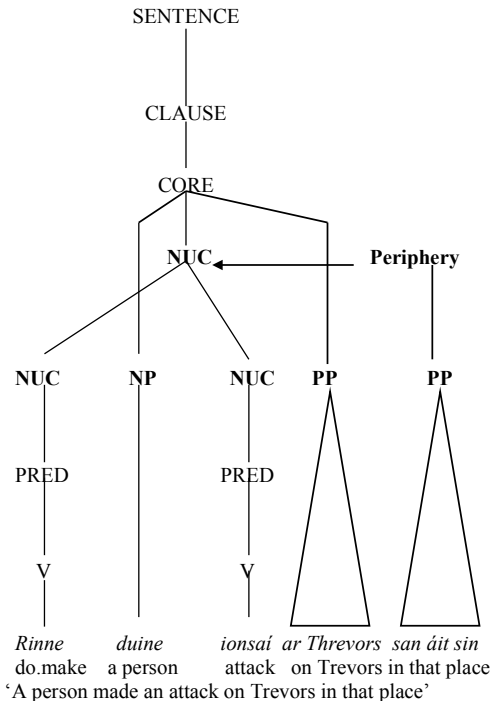 SENTENCE
CLAUSE
CORE
NUC Periphery
NUC NP NUC PP PP
PRED PRED
V V
Rinne duine ionsaí ar Threvors san áit sin
do.make a person attack on Trevors in that place
‘A person made an attack on Trevors in that place’